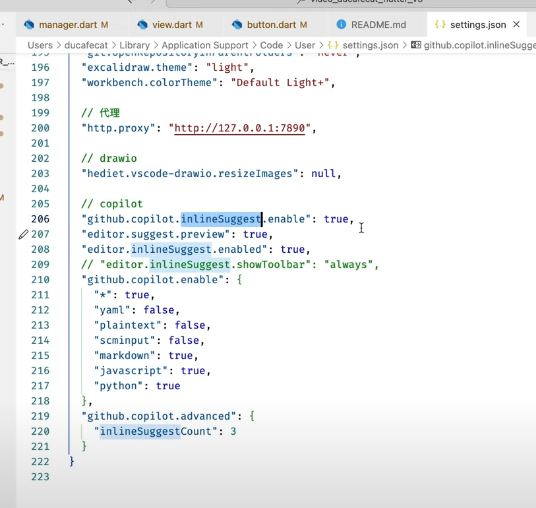 manager.dart M
view.dart M
button.dart M
README.md
settings.json
Users > ducafecat > Library > Application Support > Code > User > {} settings.json > github.copilot.inlineSugge
196 "excalidraw.theme": "light",
197 "workbench.colorTheme": "Default Light+",
198
199 // 代理
200 "http.proxy": "http://127.0.0.1:7890",
201
202 // drawio
203 "hediet.vscode-drawio.resizeImages": null,
204
205 // copilot
206 "github.copilot.inlineSuggest.enable": true,
207 "editor.suggest.preview": true,
208 "editor.inlineSuggest.enabled": true,
209 // "editor.inlineSuggest.showToolbar": "always",
210 "github.copilot.enable": {
211 "*": true,
212 "yaml": false,
213 "plaintext": false,
214 "scminput": false,
215 "markdown": true,
216 "javascript": true,
217 "python": true
218 },
219 "github.copilot.advanced": {
220 "inlineSuggestCount": 3
221 }
222 }
223